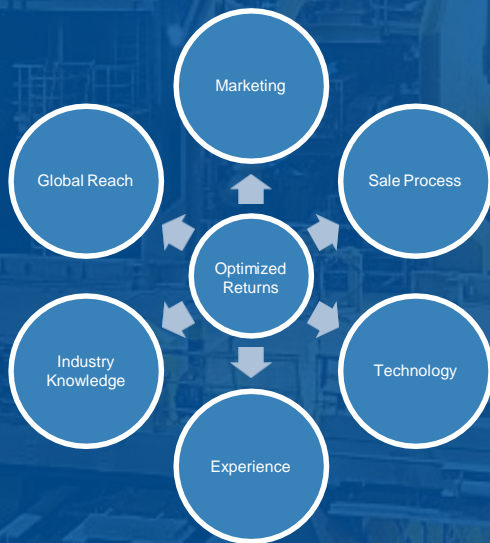 Marketing
Global Reach
Sale Process
Optimized
Returns
Industry
Knowledge
Technology
Experience